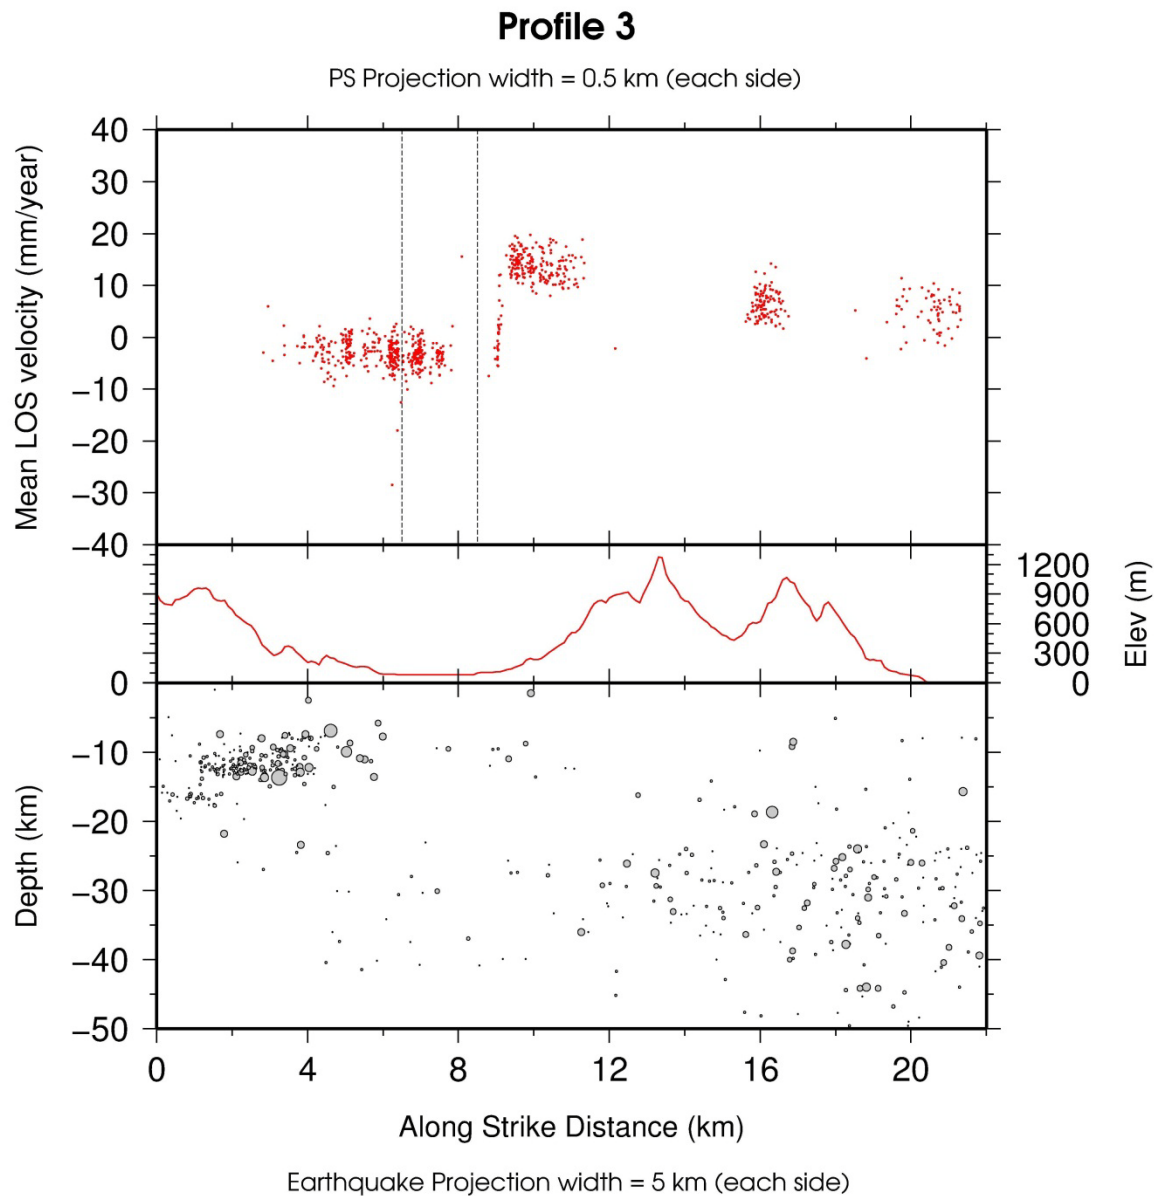 Profile 3
PS Projection width = 0.5 km (each side)
Mean LOS velocity (mm/year)
40
30
20
10
0
−10
−20
−30
−40
1200
900
600
300
0
Elev (m)
Depth (km)
0
−10
−20
−30
−40
−50
0 4 8 12 16 20
Along Strike Distance (km)
Earthquake Projection width = 5 km (each side)